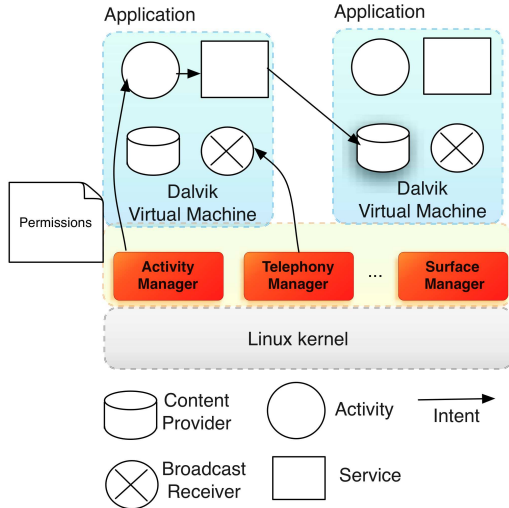 Application
Application
Dalvik
Virtual Machine
Dalvik
Virtual Machine
Permissions
Activity
Manager
Telephony
Manager
...
Surface
Manager
Linux kernel
Content
Provider
Activity
Intent
Broadcast
Receiver
Service